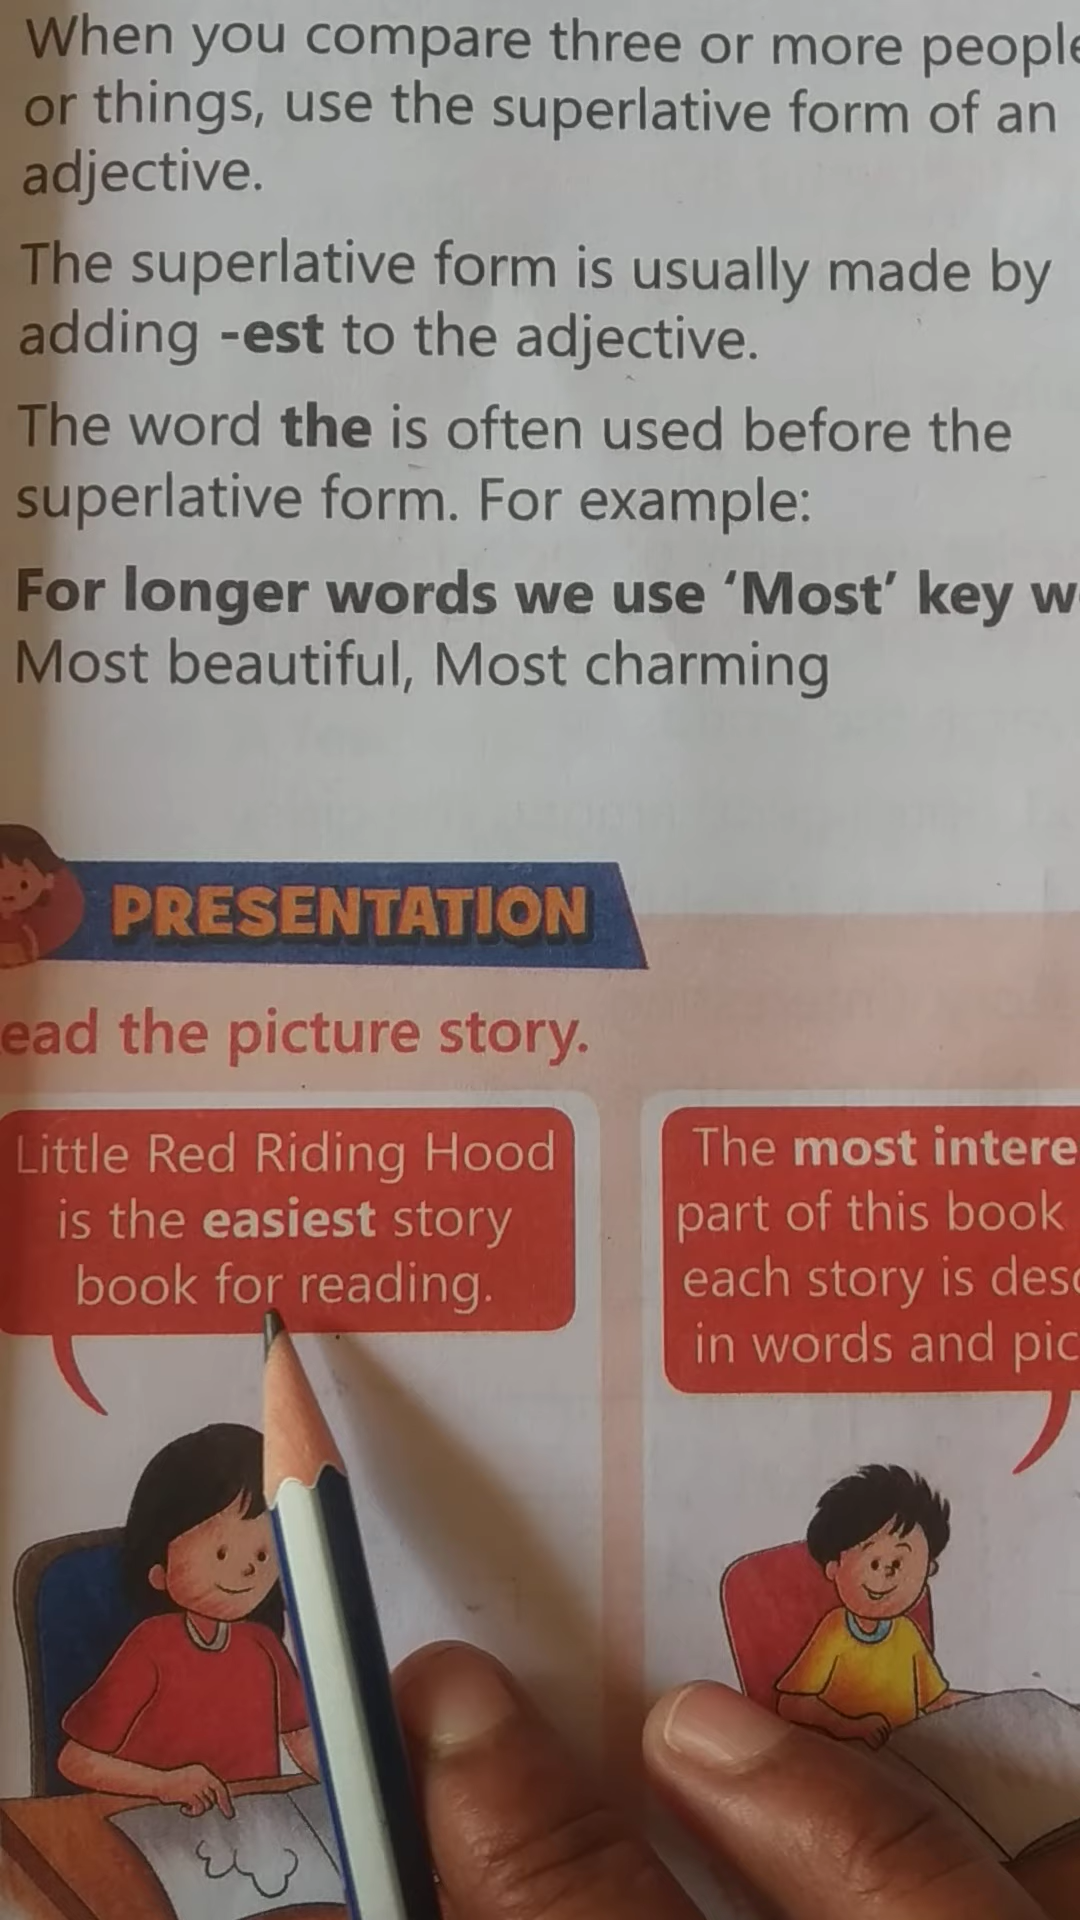 When you compare three or more people
or things, use the superlative form of an
adjective.
The superlative form is usually made by
adding -est to the adjective.
The word the is often used before the
superlative form. For example:
For longer words we use ‘Most’ key
Most beautiful, Most charming
PRESENTATION
the picture story.
Little Red Riding Hood
is the easiest story
book for reading.
The most
part of this book
each story is
in words and